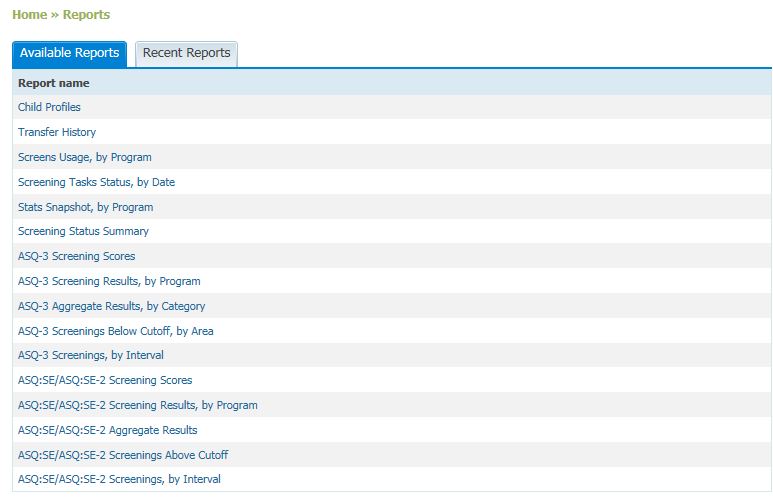 Home » Reports
Available Reports
Recent Reports
Report name
Child Profiles
Transfer History
Screens Usage, by Program
Screening Tasks Status, by Date
Stats Snapshot, by Program
Screening Status Summary
ASQ-3 Screening Scores
ASQ-3 Screening Results, by Program
ASQ-3 Aggregate Results, by Category
ASQ-3 Screenings Below Cutoff, by Area
ASQ-3 Screenings, by Interval
ASQ:SE/ASQ:SE-2 Screening Scores
ASQ:SE/ASQ:SE-2 Screening Results, by Program
ASQ:SE/ASQ:SE-2 Aggregate Results
ASQ:SE/ASQ:SE-2 Screenings Above Cutoff
ASQ:SE/ASQ:SE-2 Screenings, by Interval